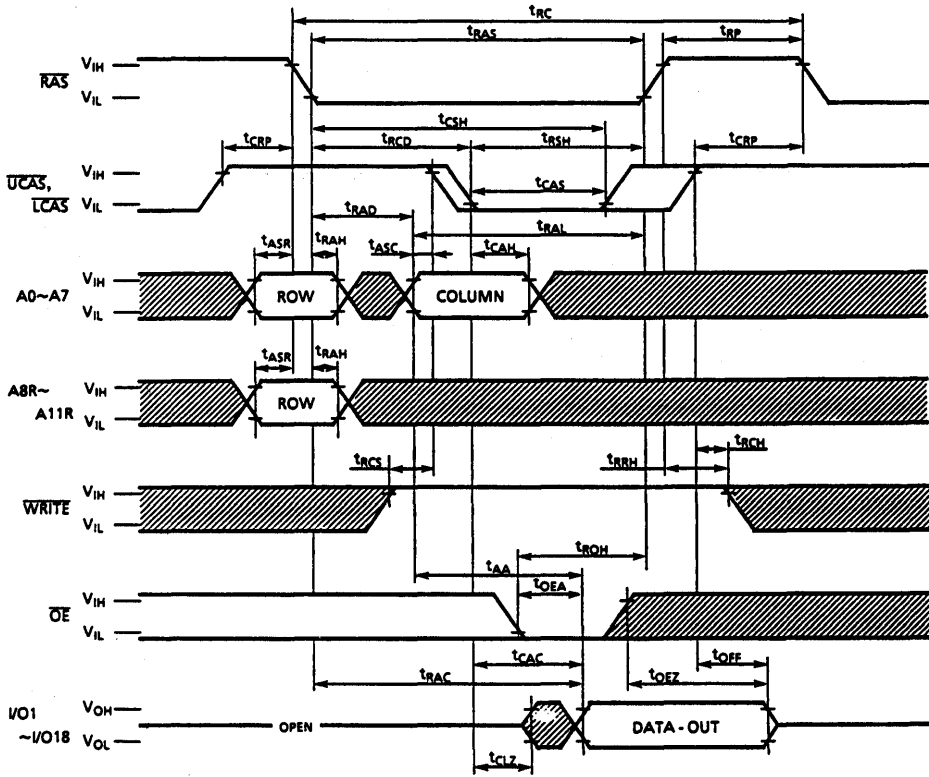 tRC
tRAS
tRP
RAS
VIH
VIL
tCSH
tCRP
tRCD
tRSH
tCRP
UCAS,
LCAS
VIH
VIL
tCAS
tRAD
tRAL
tASR
tRAH
tASC
tCAH
A0~A7
VIH
VIL
ROW
COLUMN
tASR
tRAH
A8R~
A11R
VIH
VIL
ROW
tRCS
tRRH
tRCH
WRITE
VIH
VIL
tROH
tAA
tOEA
OE
VIH
VIL
tCAC
tOFF
tRAC
tOEZ
I/O1
~I/O18
VOH
VOL
OPEN
DATA-OUT
tCLZ